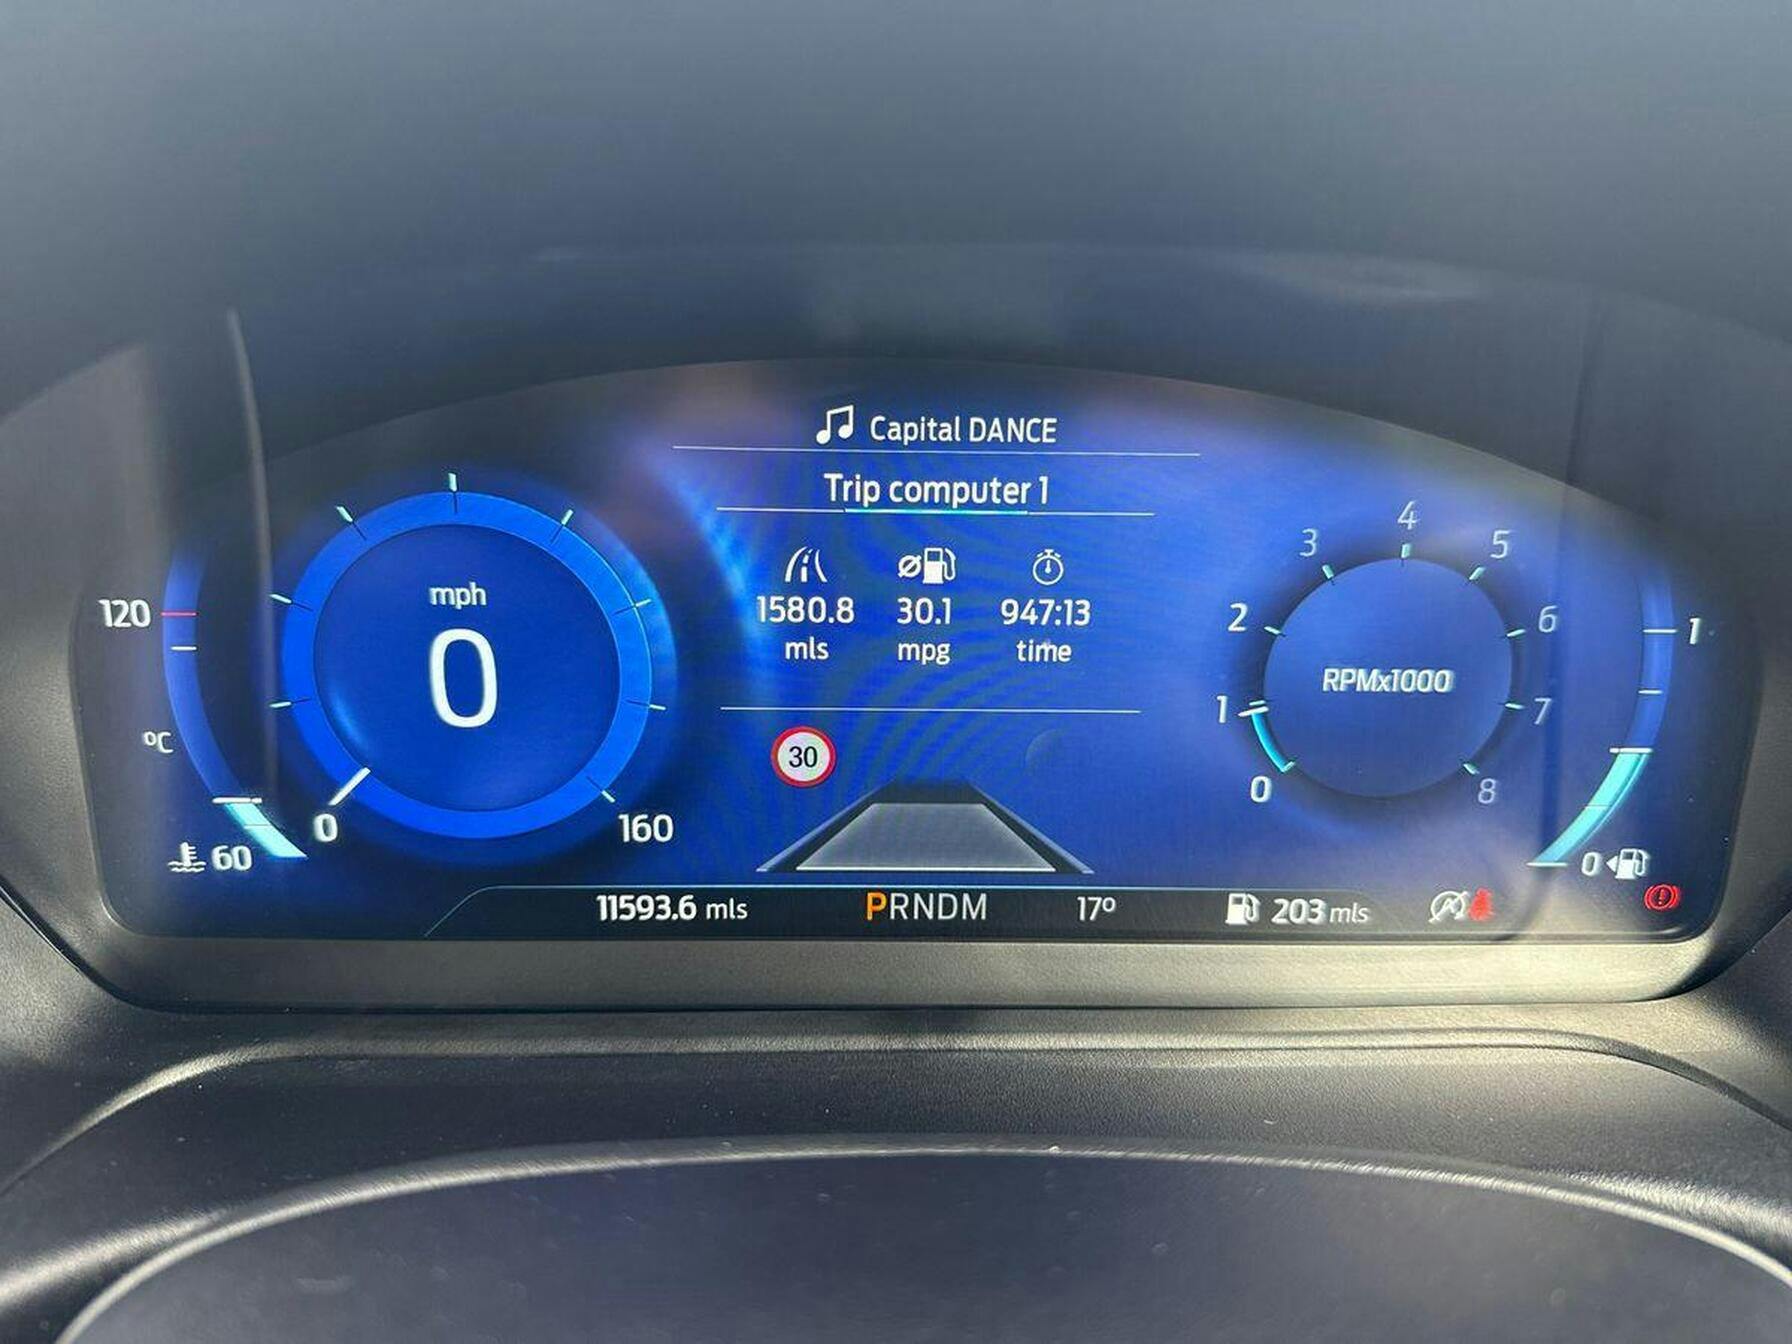 Capital DANCE
Trip computer 1
1580.8 30.1 947:13
mls mpg time
30
120
°C
60
mph
0
0 160
4
3 5
2 6
RPMx1000
1 7
0 8
1
0
11593.6 mls PRNDM 17° 203 mls